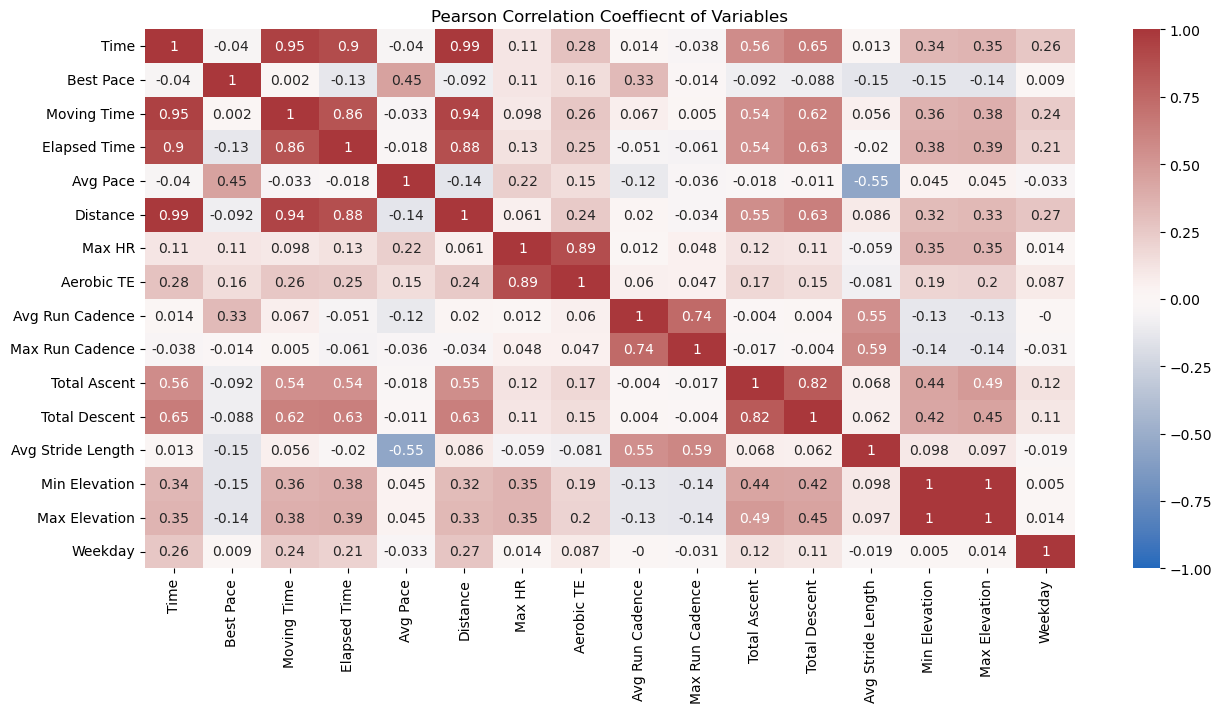 Pearson Correlation Coeffiecnt of Variables
Time 1 -0.04 0.95 0.9 -0.04 0.99 0.11 0.28 0.014 -0.038 0.56 0.65 0.013 0.34 0.35 0.26
Best Pace -0.04 1 0.002 -0.13 0.45 -0.092 0.11 0.16 0.33 -0.014 -0.092 -0.088 -0.15 -0.15 -0.14 0.009
Moving Time 0.95 0.002 1 0.86 -0.033 0.94 0.098 0.26 0.067 0.005 0.54 0.62 0.056 0.36 0.38 0.24
Elapsed Time 0.9 -0.13 0.86 1 -0.018 0.88 0.13 0.25 -0.051 -0.061 0.54 0.63 -0.02 0.38 0.39 0.21
Avg Pace -0.04 0.45 -0.033 -0.018 1 -0.14 0.22 0.15 -0.12 -0.036 -0.018 -0.011 -0.55 0.045 0.045 -0.033
Distance 0.99 -0.092 0.94 0.88 -0.14 1 0.061 0.24 0.02 -0.034 0.55 0.63 0.086 0.32 0.33 0.27
Max HR 0.11 0.11 0.098 0.13 0.22 0.061 1 0.89 0.012 0.048 0.12 0.11 -0.059 0.35 0.35 0.014
Aerobic TE 0.28 0.16 0.26 0.25 0.15 0.24 0.89 1 0.06 0.047 0.17 0.15 -0.081 0.19 0.2 0.087
Avg Run Cadence 0.014 0.33 0.067 -0.051 -0.12 0.02 0.012 0.06 1 0.74 -0.004 0.004 0.55 -0.13 -0.13 -0
Max Run Cadence -0.038 -0.014 0.005 -0.061 -0.036 -0.034 0.048 0.047 0.74 1 -0.017 -0.004 0.59 -0.14 -0.14 -0.031
Total Ascent 0.56 -0.092 0.54 0.54 -0.018 0.55 0.12 0.17 -0.004 -0.017 1 0.82 0.068 0.44 0.49 0.12
Total Descent 0.65 -0.088 0.62 0.63 -0.011 0.63 0.11 0.15 0.004 -0.004 0.82 1 0.062 0.42 0.45 0.11
Avg Stride Length 0.013 -0.15 0.056 -0.02 -0.55 0.086 -0.059 -0.081 0.55 0.59 0.068 0.062 1 0.098 0.097 -0.019
Min Elevation 0.34 -0.15 0.36 0.38 0.045 0.32 0.35 0.19 -0.13 -0.14 0.44 0.42 0.098 1 1 0.005
Max Elevation 0.35 -0.14 0.38 0.39 0.045 0.33 0.35 0.2 -0.13 -0.14 0.49 0.45 0.097 1 1 0.014
Weekday 0.26 0.009 0.24 0.21 -0.033 0.27 0.014 0.087 -0 -0.031 0.12 0.11 -0.019 0.005 0.014 1
Time
Best Pace
Moving Time
Elapsed Time
Avg Pace
Distance
Max HR
Aerobic TE
Avg Run Cadence
Max Run Cadence
Total Ascent
Total Descent
Avg Stride Length
Min Elevation
Max Elevation
Weekday
1.00
0.75
0.50
0.25
0.00
−0.25
−0.50
−0.75
−1.00